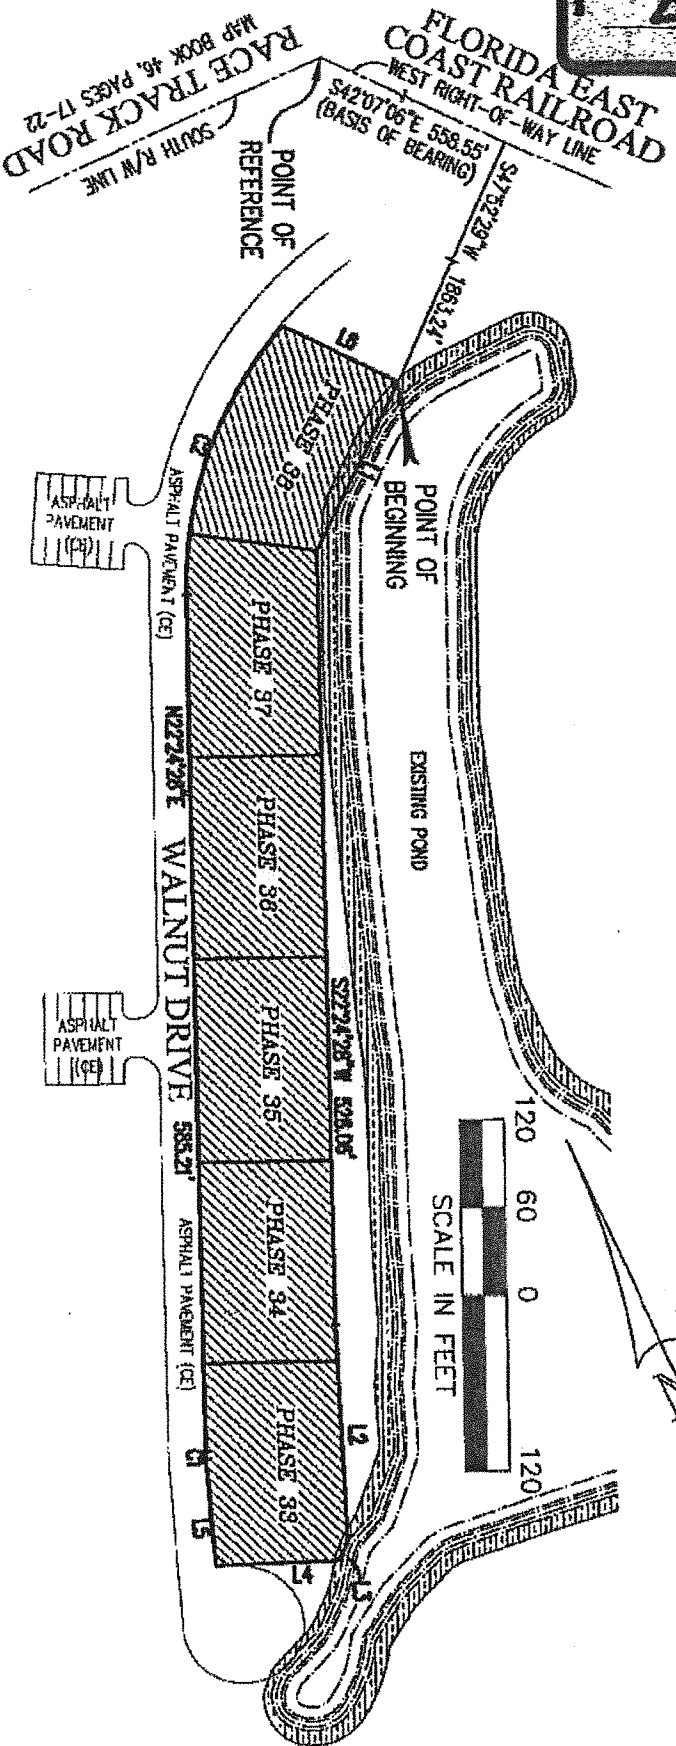 FLORIDA EAST
COAST RAILROAD
WEST RIGHT-OF-WAY LINE
S42°07'06"E 558.55'
(BASIS OF BEARING)
RACE TRACK ROAD
MAP BOOK 46, PAGES 17-22
SOUTH R/W LINE
POINT OF
REFERENCE
S47°52'29"W 1863.24'
POINT OF
BEGINNING
L6
L1
C2
PHASE 38
PHASE 37
PHASE 36
PHASE 35
PHASE 34
PHASE 33
EXISTING POND
S22°24'28"W 528.06'
L2
L3
L4
L5
C1
N22°24'28"E
WALNUT DRIVE
585.21'
ASPHALT PAVEMENT (CE)
ASPHALT PAVEMENT (CE)
ASPHALT
PAVEMENT
(CE)
ASPHALT
PAVEMENT
(CE)
120 60 0 120
SCALE IN FEET